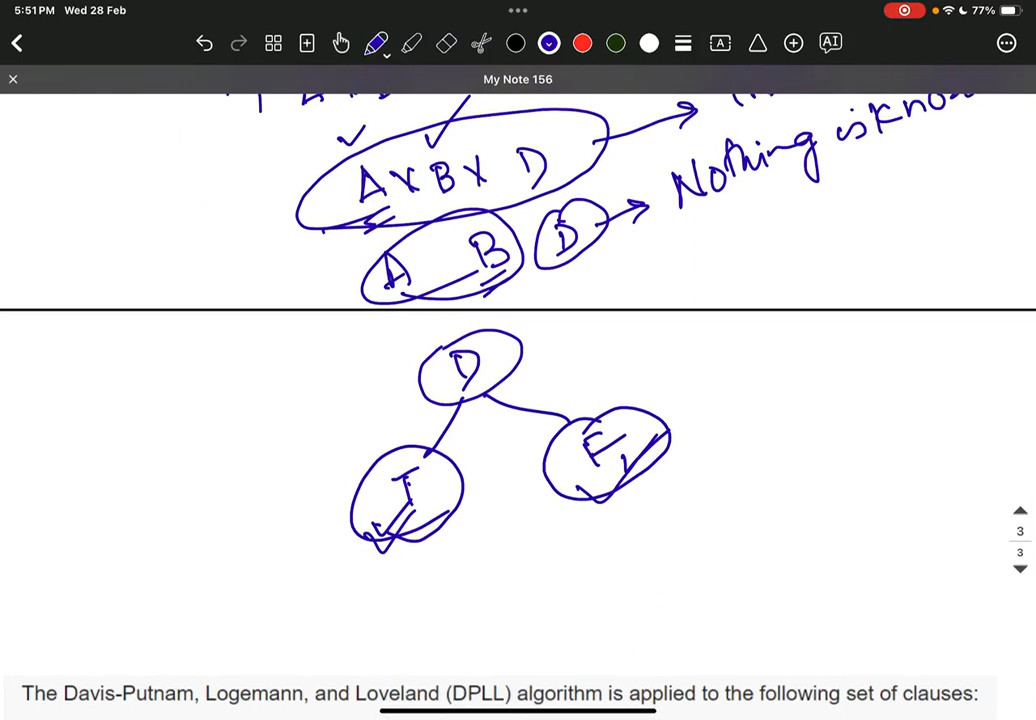 5:51 PM Wed 28 Feb
77%
A
AI
My Note 156
A B D
Nothing is
A B D
D
T F
3
3
The Davis-Putnam, Logemann, and Loveland (DPLL) algorithm is applied to the following set of clauses: